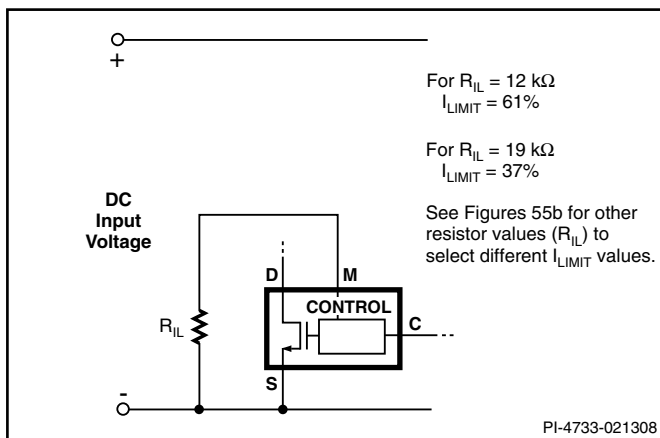 +
For R_IL = 12 kΩ
I_LIMIT = 61%
For R_IL = 19 kΩ
I_LIMIT = 37%
See Figures 55b for other
resistor values (R_IL) to
select different I_LIMIT values.
DC
Input
Voltage
D M
CONTROL
C
R_IL
S
-
PI-4733-021308